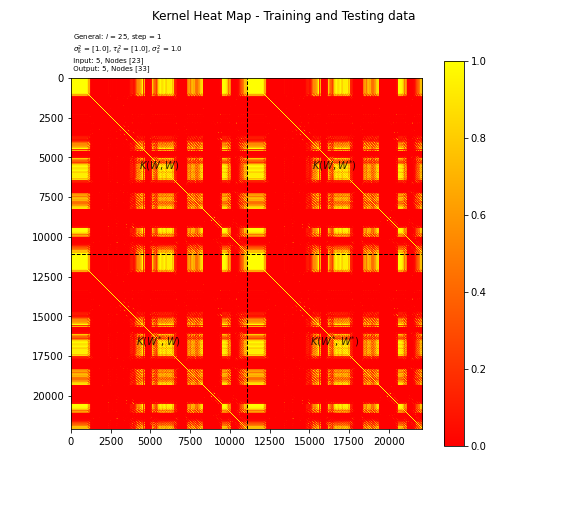 Kernel Heat Map - Training and Testing data
General: l = 25, step = 1
σ_f^2 = [1.0], τ_f^2 = [1.0], σ_ε^2 = 1.0
Input: 5, Nodes [23]
Output: 5, Nodes [33]
0
2500
5000
7500
10000
12500
15000
17500
20000
K(W, W)
K(W, W*)
K(W*, W)
K(W*, W*)
0 2500 5000 7500 10000 12500 15000 17500 20000
1.0
0.8
0.6
0.4
0.2
0.0